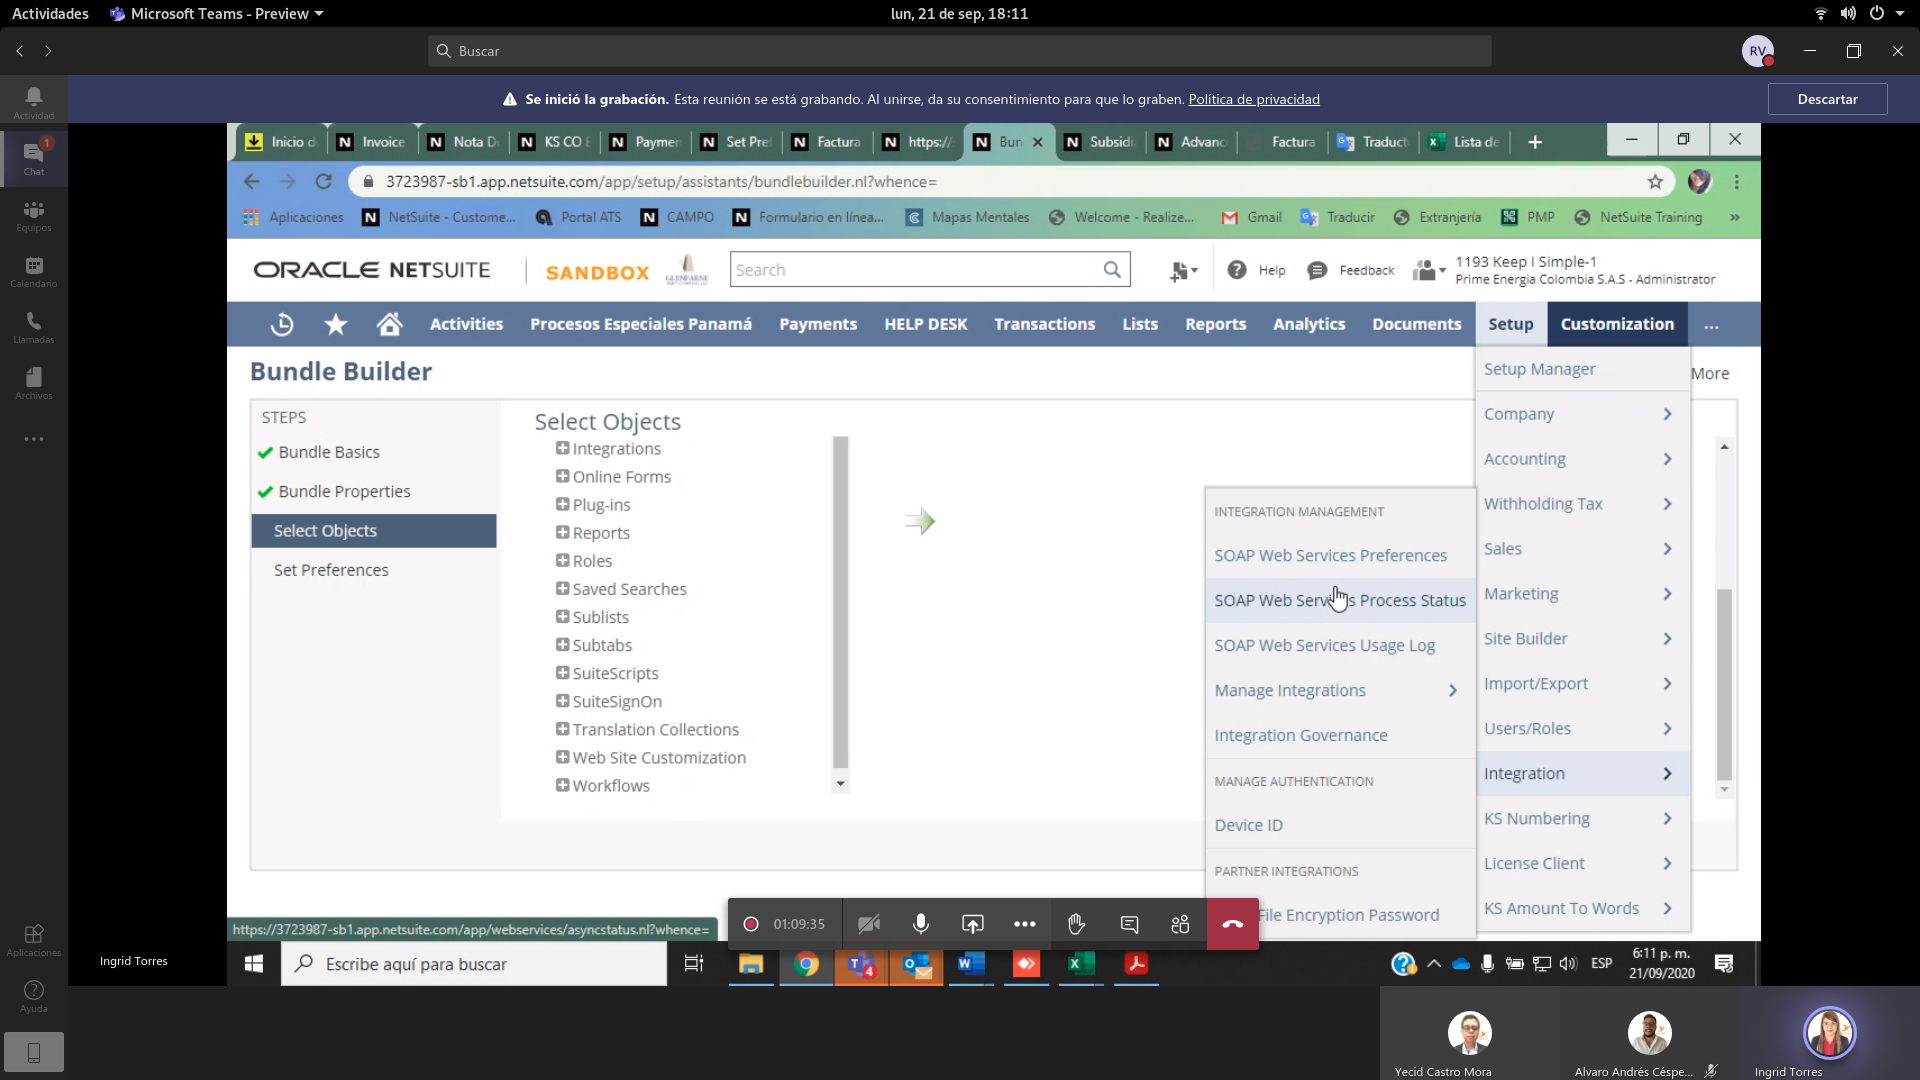 Actividades
Microsoft Teams - Preview
lun, 21 de sep, 18:11
Buscar
RV
Se inició la grabación. Esta reunión se está grabando. Al unirse, da su consentimiento para que lo graben. Política de privacidad
Descartar
Actividad
1
Chat
Equipos
Calendario
Llamadas
Archivos
Aplicaciones
Ayuda
Inicio d
Invoice
Nota D
KS CO E
Paymen
Set Pref
Factura
https://
Bun
Subsidi
Advanc
Factura
Traduct
Lista de
3723987-sb1.app.netsuite.com/app/setup/assistants/bundlebuilder.nl?whence=
Aplicaciones
NetSuite - Custome...
Portal ATS
CAMPO
Formulario en línea...
Mapas Mentales
Welcome - Realize...
Gmail
Traducir
Extranjería
PMP
NetSuite Training
»
ORACLE NETSUITE
SANDBOX
GLENFARNE
Search
Help
Feedback
1193 Keep I Simple-1
Prime Energia Colombia S.A.S - Administrator
Activities
Procesos Especiales Panamá
Payments
HELP DESK
Transactions
Lists
Reports
Analytics
Documents
Setup
Customization
...
Bundle Builder
More
STEPS
Bundle Basics
Bundle Properties
Select Objects
Set Preferences
Select Objects
Integrations
Online Forms
Plug-ins
Reports
Roles
Saved Searches
Sublists
Subtabs
SuiteScripts
SuiteSignOn
Translation Collections
Web Site Customization
Workflows
INTEGRATION MANAGEMENT
SOAP Web Services Preferences
SOAP Web Services Process Status
SOAP Web Services Usage Log
Manage Integrations
Integration Governance
MANAGE AUTHENTICATION
Device ID
PARTNER INTEGRATIONS
File Encryption Password
Setup Manager
Company
Accounting
Withholding Tax
Sales
Marketing
Site Builder
Import/Export
Users/Roles
Integration
KS Numbering
License Client
KS Amount To Words
01:09:35
https://3723987-sb1.app.netsuite.com/app/webservices/asyncstatus.nl?whence=
Ingrid Torres
Escribe aquí para buscar
4
ESP
6:11 p. m.
21/09/2020
Yecid Castro Mora
Alvaro Andrés Céspe...
Ingrid Torres